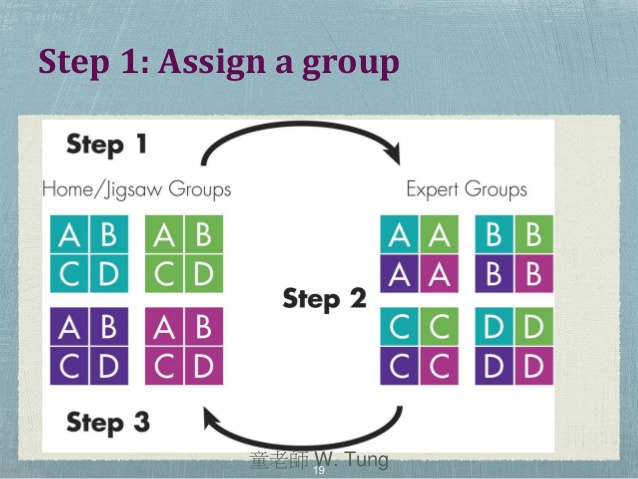 Step 1: Assign a group
Step 1
Home/Jigsaw Groups
Expert Groups
A B
C D
A B
C D
A B
C D
A B
C D
Step 2
A A
A A
B B
B B
C C
C C
D D
D D
Step 3
童老師 W. Tung
19